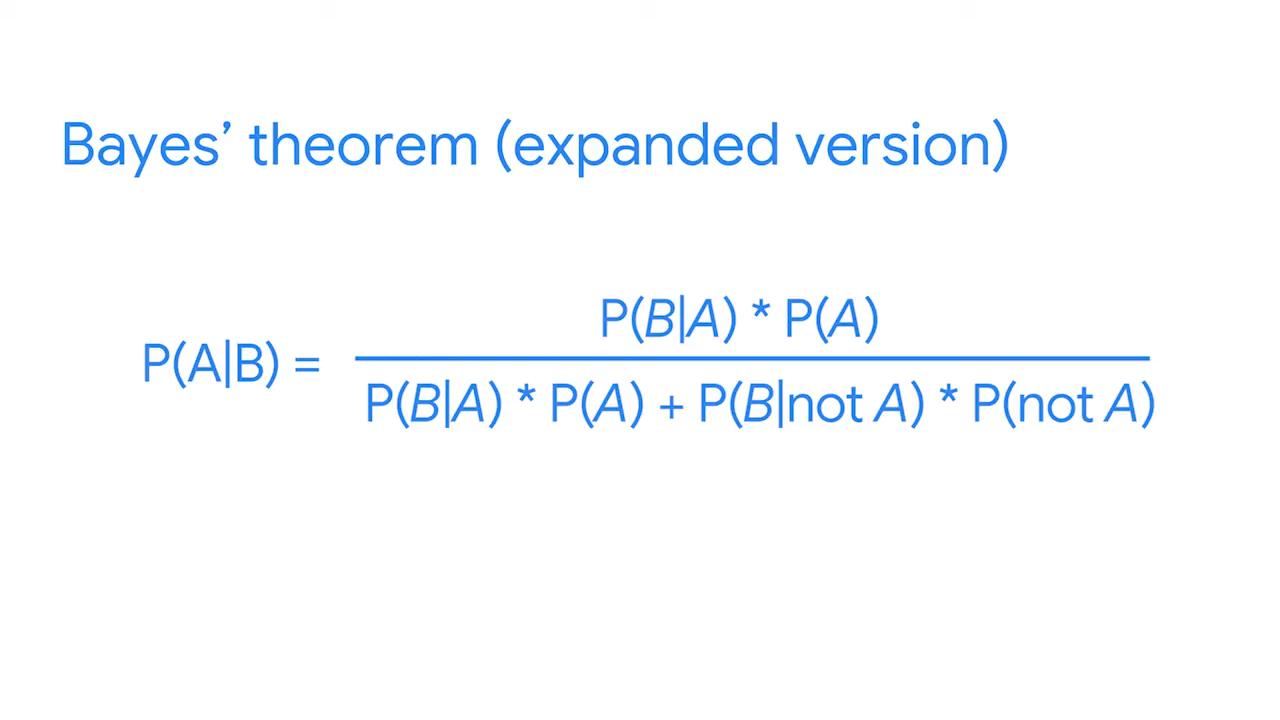 Bayes’ theorem (expanded version)
P(B|A) * P(A)
P(A|B) =
P(B|A) * P(A) + P(B|not A) * P(not A)